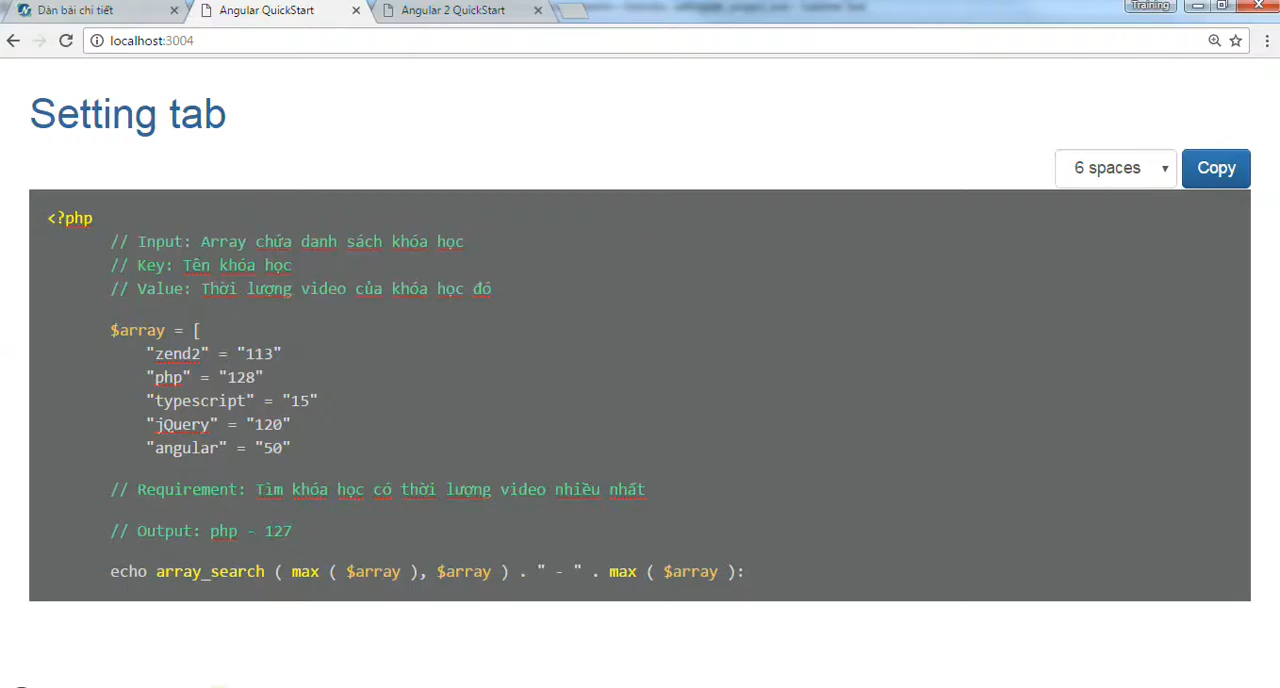 Dàn bài chi tiết
Angular QuickStart
Angular 2 QuickStart
Training
localhost:3004
Setting tab
6 spaces
Copy
<?php
// Input: Array chứa danh sách khóa học
// Key: Tên khóa học
// Value: Thời lượng video của khóa học đó
$array = [
"zend2" = "113"
"php" = "128"
"typescript" = "15"
"jQuery" = "120"
"angular" = "50"
// Requirement: Tìm khóa học có thời lượng video nhiều nhất
// Output: php - 127
echo array_search ( max ( $array ), $array ) . " - " . max ( $array ):